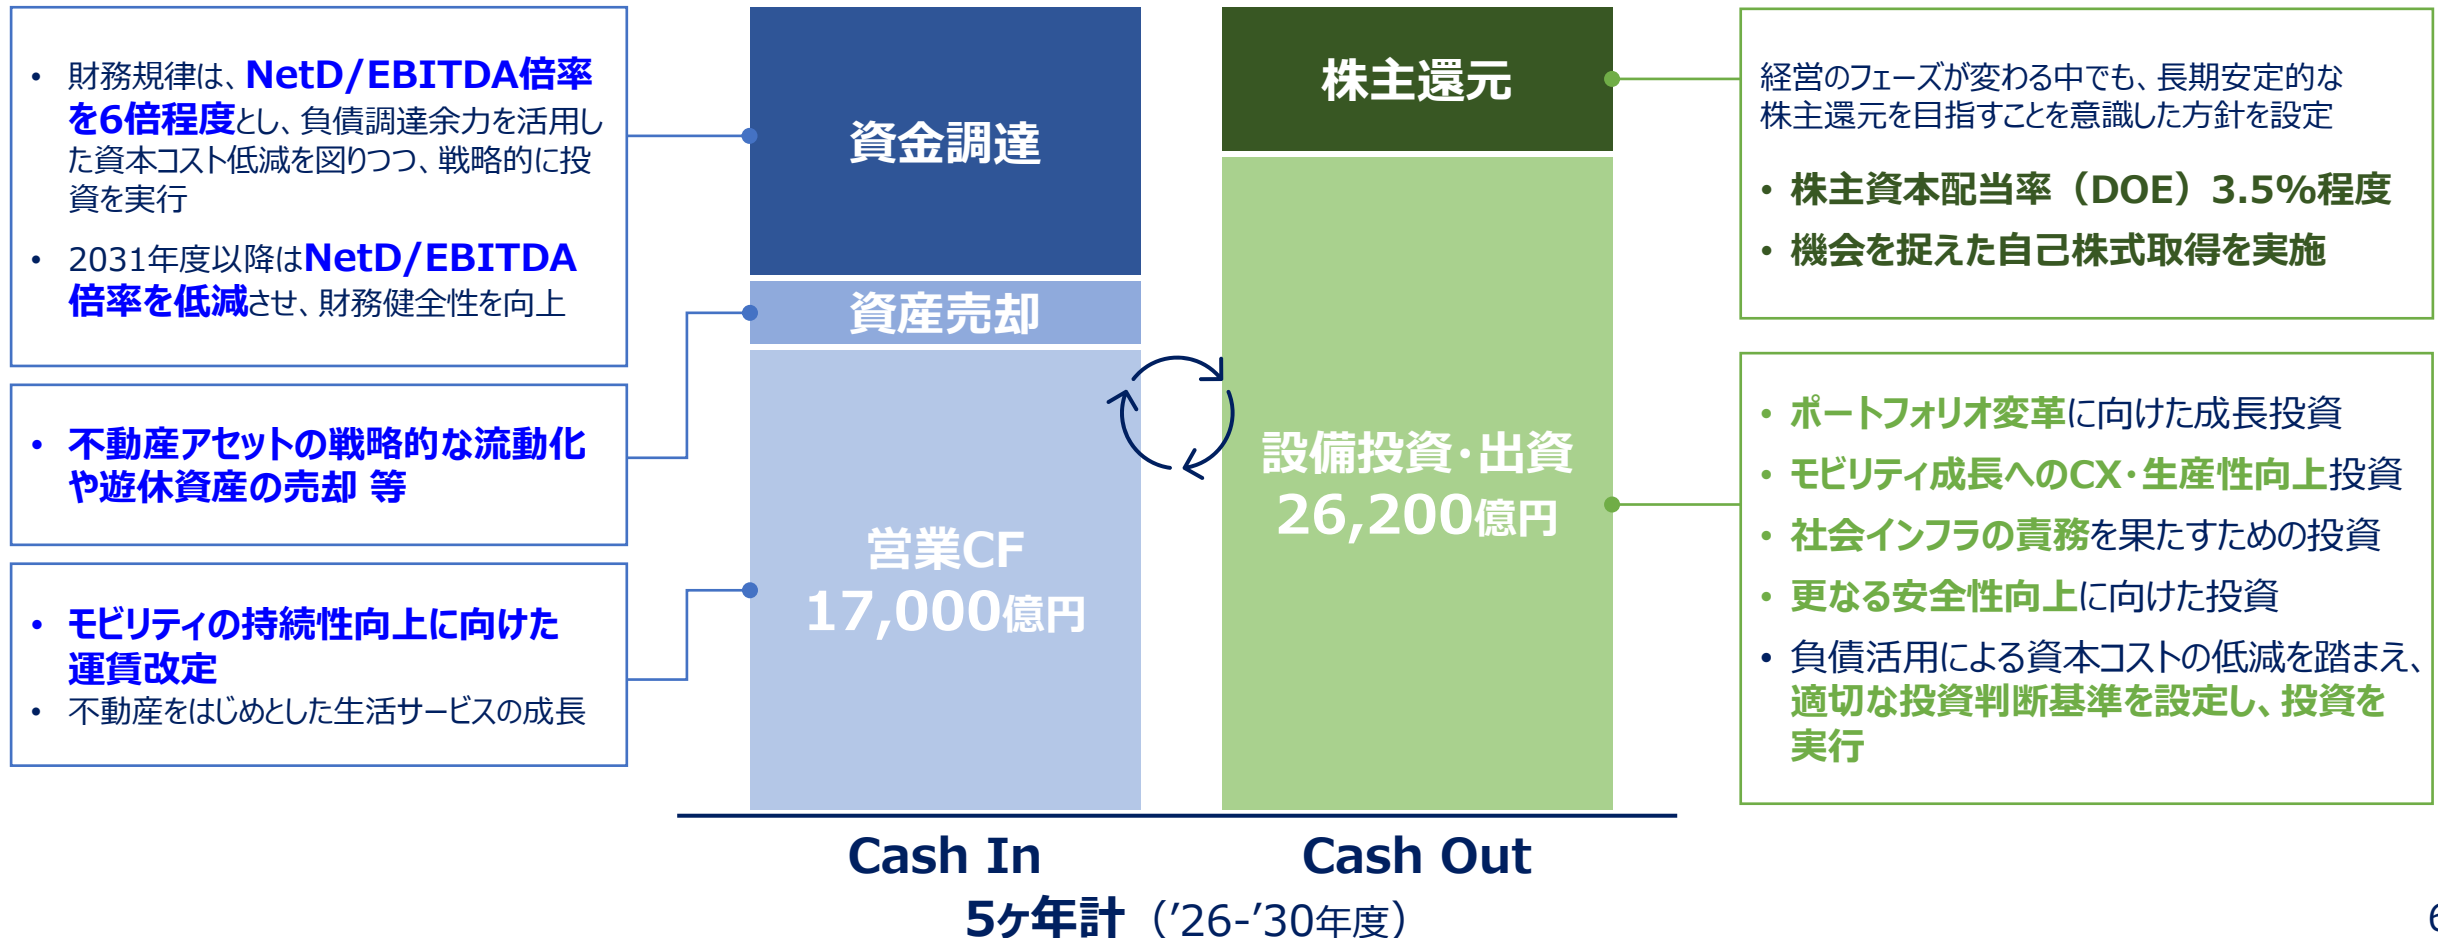 • 財務規律は、NetD/EBITDA倍率
を6倍程度とし、負債調達余力を活用し
た資本コスト低減を図りつつ、戦略的に投
資を実行
• 2031年度以降はNetD/EBITDA
倍率を低減させ、財務健全性を向上
• 不動産アセットの戦略的な流動化
や遊休資産の売却 等
• モビリティの持続性向上に向けた
運賃改定
• 不動産をはじめとした生活サービスの成長
資金調達
資産売却
営業CF
17,000億円
株主還元
設備投資・出資
26,200億円
経営のフェーズが変わる中でも、長期安定的な
株主還元を目指すことを意識した方針を設定
• 株主資本配当率（DOE）3.5%程度
• 機会を捉えた自己株式取得を実施
• ポートフォリオ変革に向けた成長投資
• モビリティ成長へのCX・生産性向上投資
• 社会インフラの責務を果たすための投資
• 更なる安全性向上に向けた投資
• 負債活用による資本コストの低減を踏まえ、
適切な投資判断基準を設定し、投資を
実行
Cash In
Cash Out
5ヶ年計（’26-’30年度）